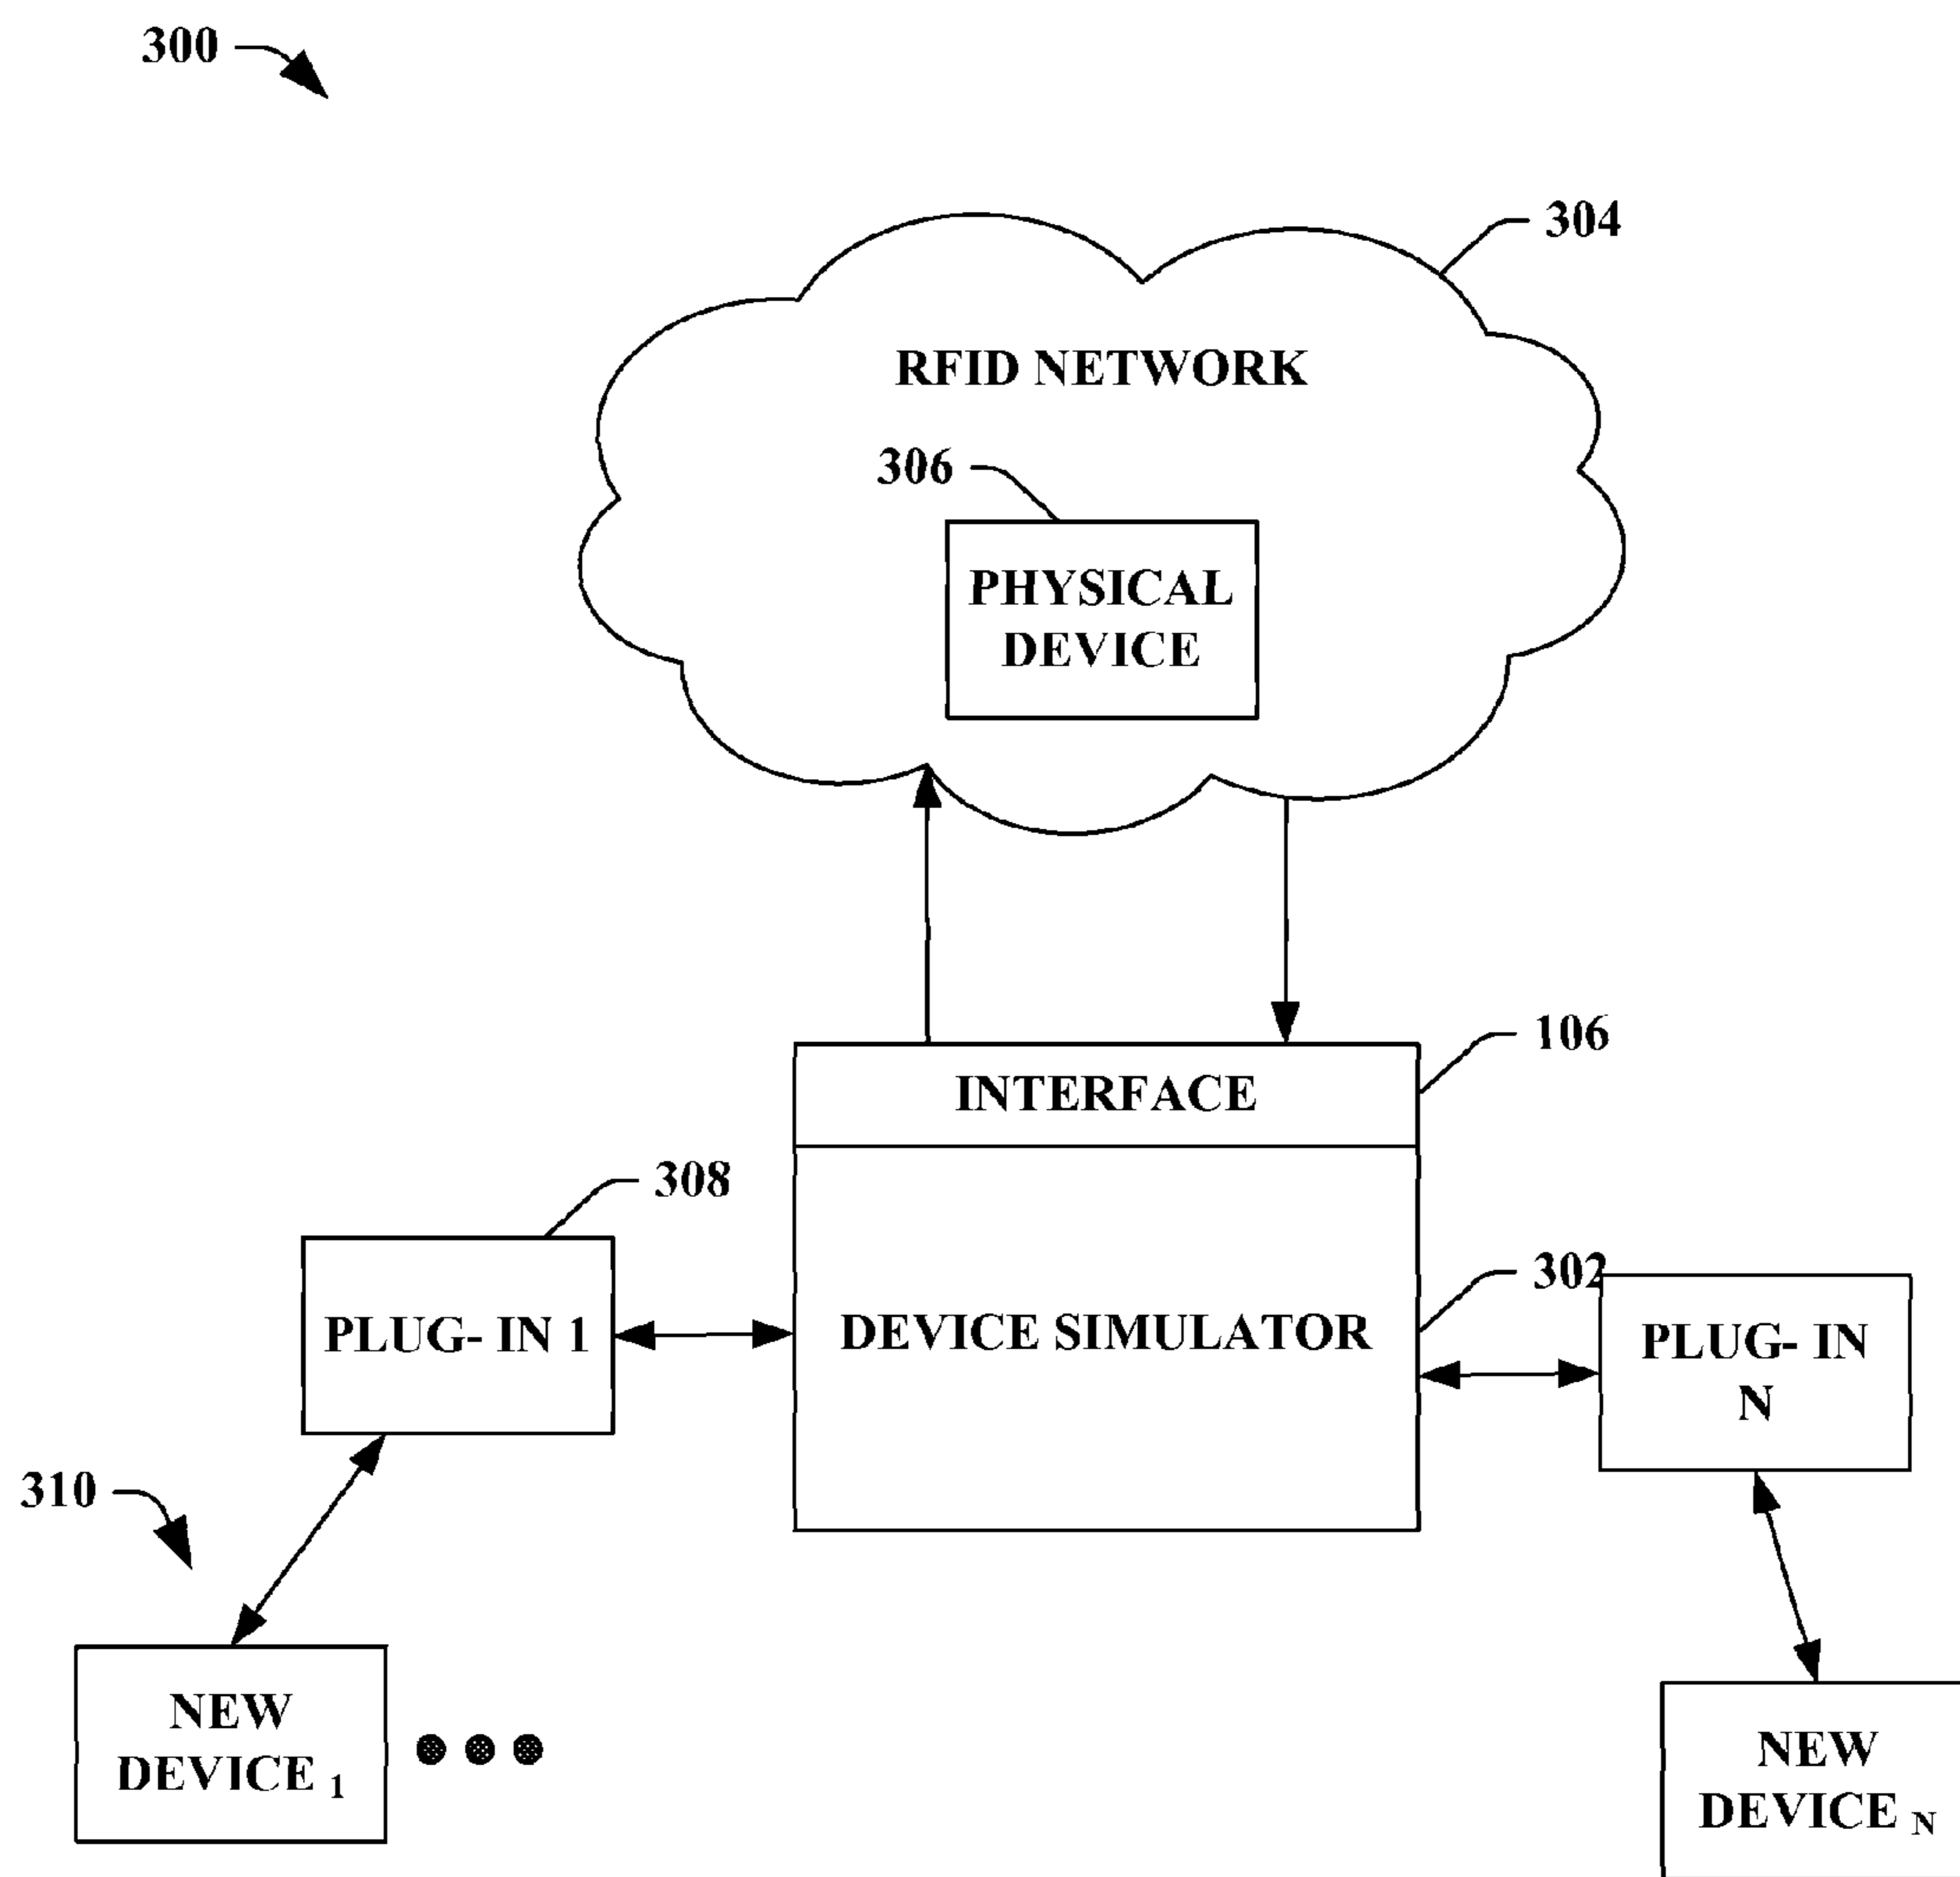 300
304
RFID NETWORK
306
PHYSICAL
DEVICE
106
INTERFACE
308
302
PLUG- IN 1
DEVICE SIMULATOR
PLUG- IN
N
310
NEW
DEVICE 1
NEW
DEVICE N